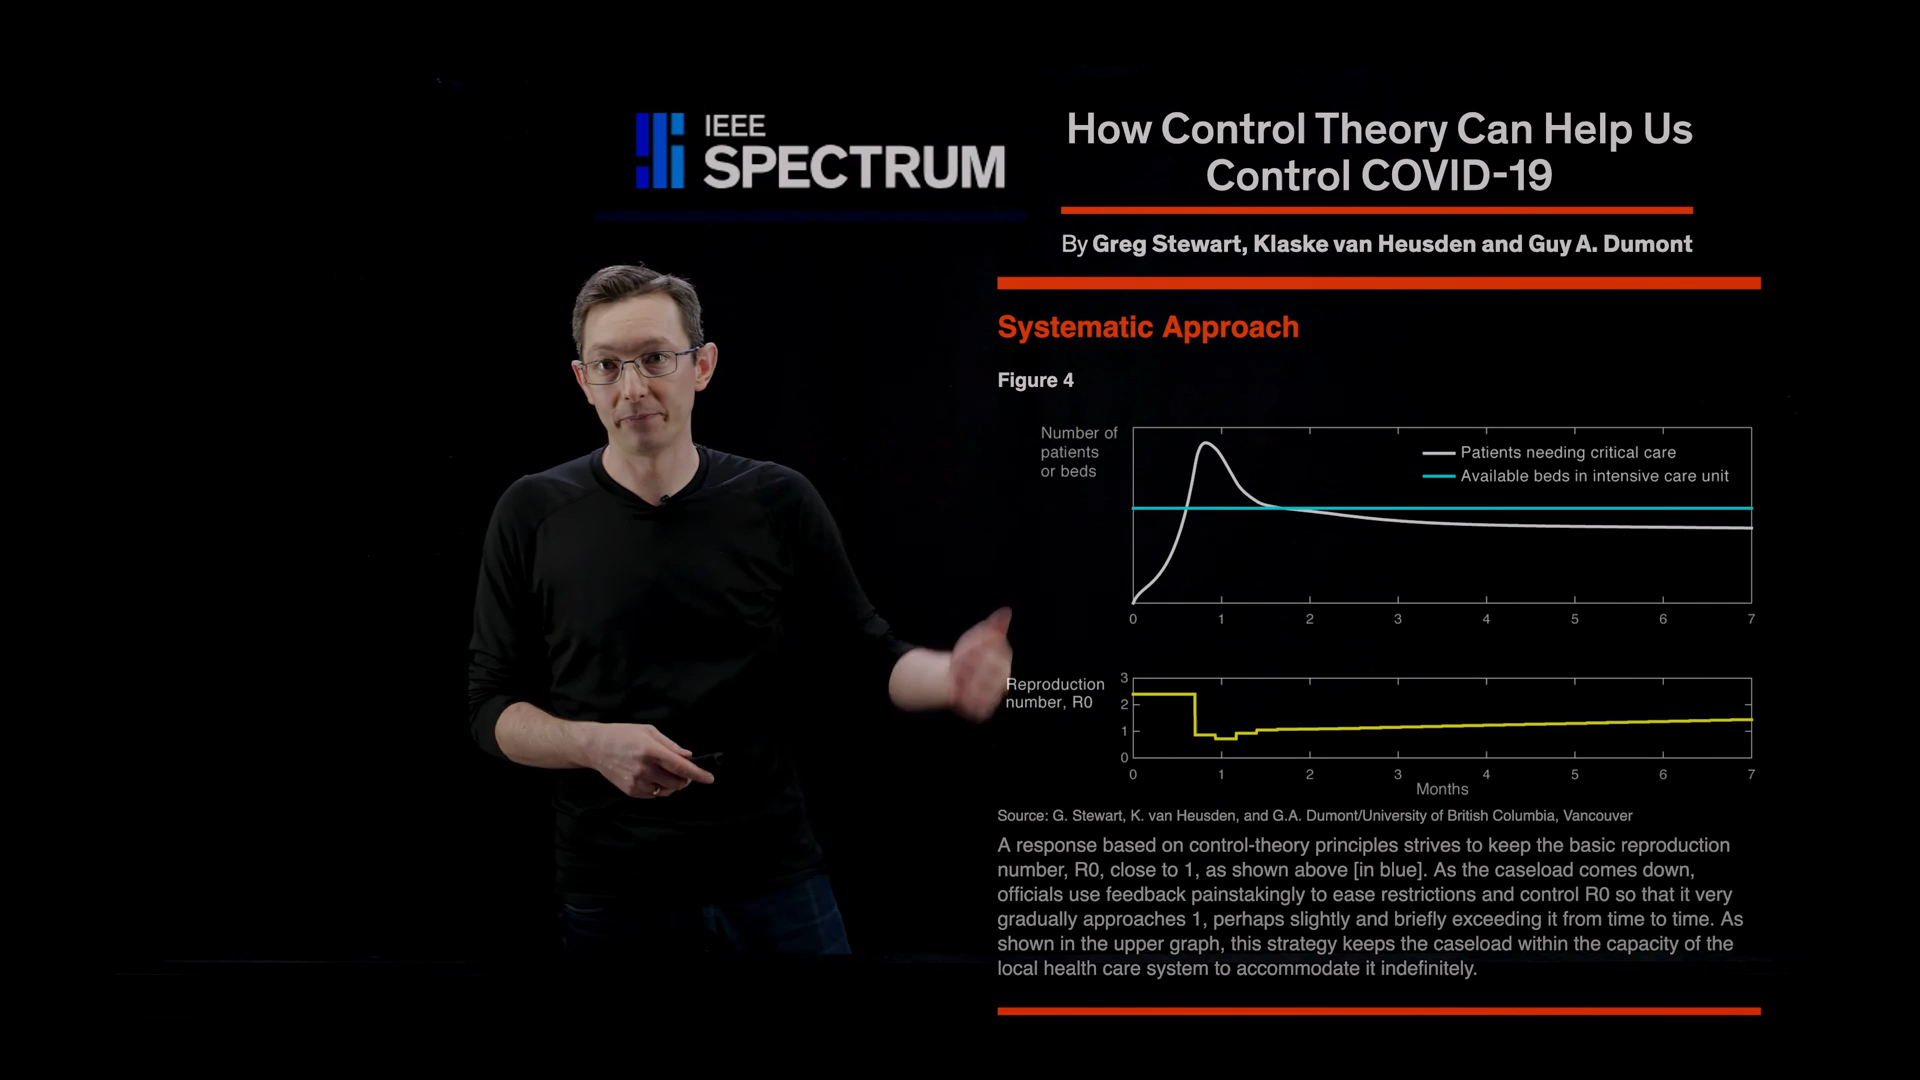 IEEE
SPECTRUM
How Control Theory Can Help Us
Control COVID-19
By Greg Stewart, Klaske van Heusden and Guy A. Dumont
Systematic Approach
Figure 4
Number of
patients
or beds
Patients needing critical care
Available beds in intensive care unit
0 1 2 3 4 5 6 7
Reproduction
number, R0
3
2
1
0
0 1 2 3 4 5 6 7
Months
Source: G. Stewart, K. van Heusden, and G.A. Dumont/University of British Columbia, Vancouver
A response based on control-theory principles strives to keep the basic reproduction
number, R0, close to 1, as shown above [in blue]. As the caseload comes down,
officials use feedback painstakingly to ease restrictions and control R0 so that it very
gradually approaches 1, perhaps slightly and briefly exceeding it from time to time. As
shown in the upper graph, this strategy keeps the caseload within the capacity of the
local health care system to accommodate it indefinitely.